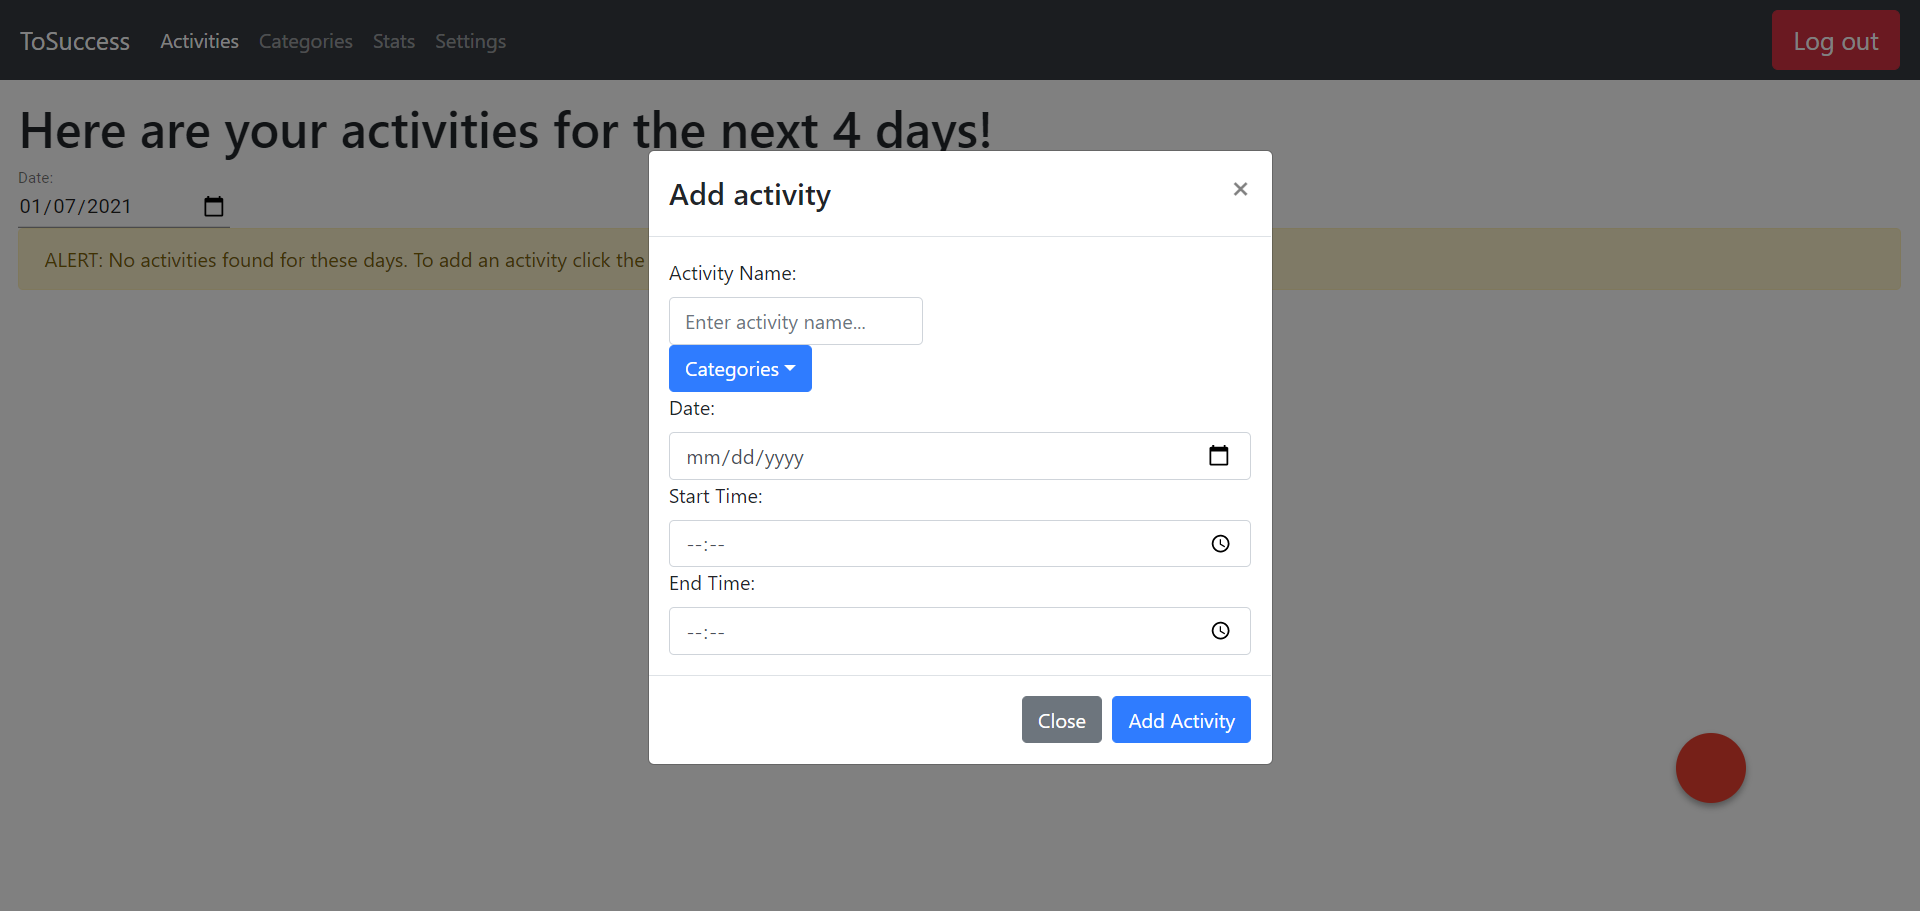 ToSuccess Activities Categories Stats Settings Log out
Here are your activities for the next 4 days!
Date:
01/07/2021
ALERT: No activities found for these days. To add an activity click the
Add activity ×
Activity Name:
Enter activity name...
Categories
Date:
mm/dd/yyyy
Start Time:
--:--
End Time:
--:--
Close Add Activity